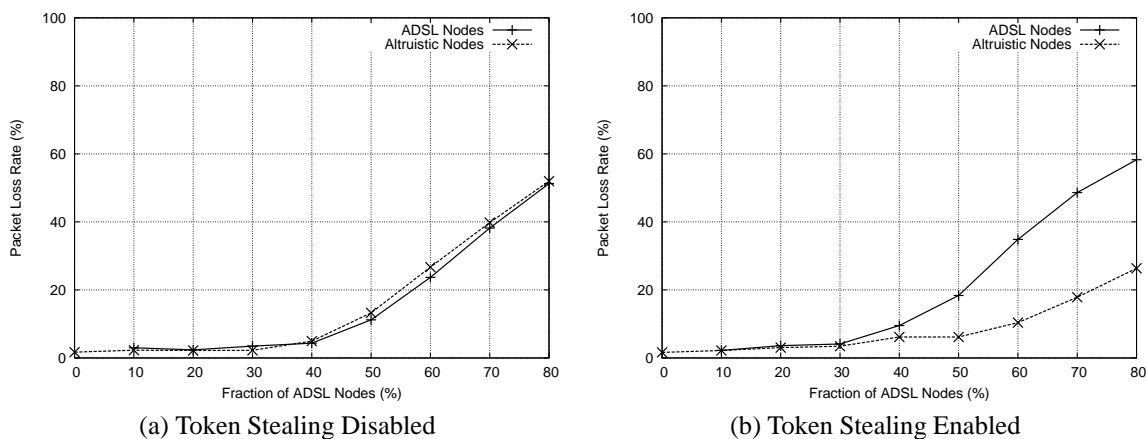 100
80
60
40
20
0
0 10 20 30 40 50 60 70 80
Packet Loss Rate (%)
Fraction of ADSL Nodes (%)
ADSL Nodes
Altruistic Nodes
(a) Token Stealing Disabled
100
80
60
40
20
0
0 10 20 30 40 50 60 70 80
Packet Loss Rate (%)
Fraction of ADSL Nodes (%)
ADSL Nodes
Altruistic Nodes
(b) Token Stealing Enabled